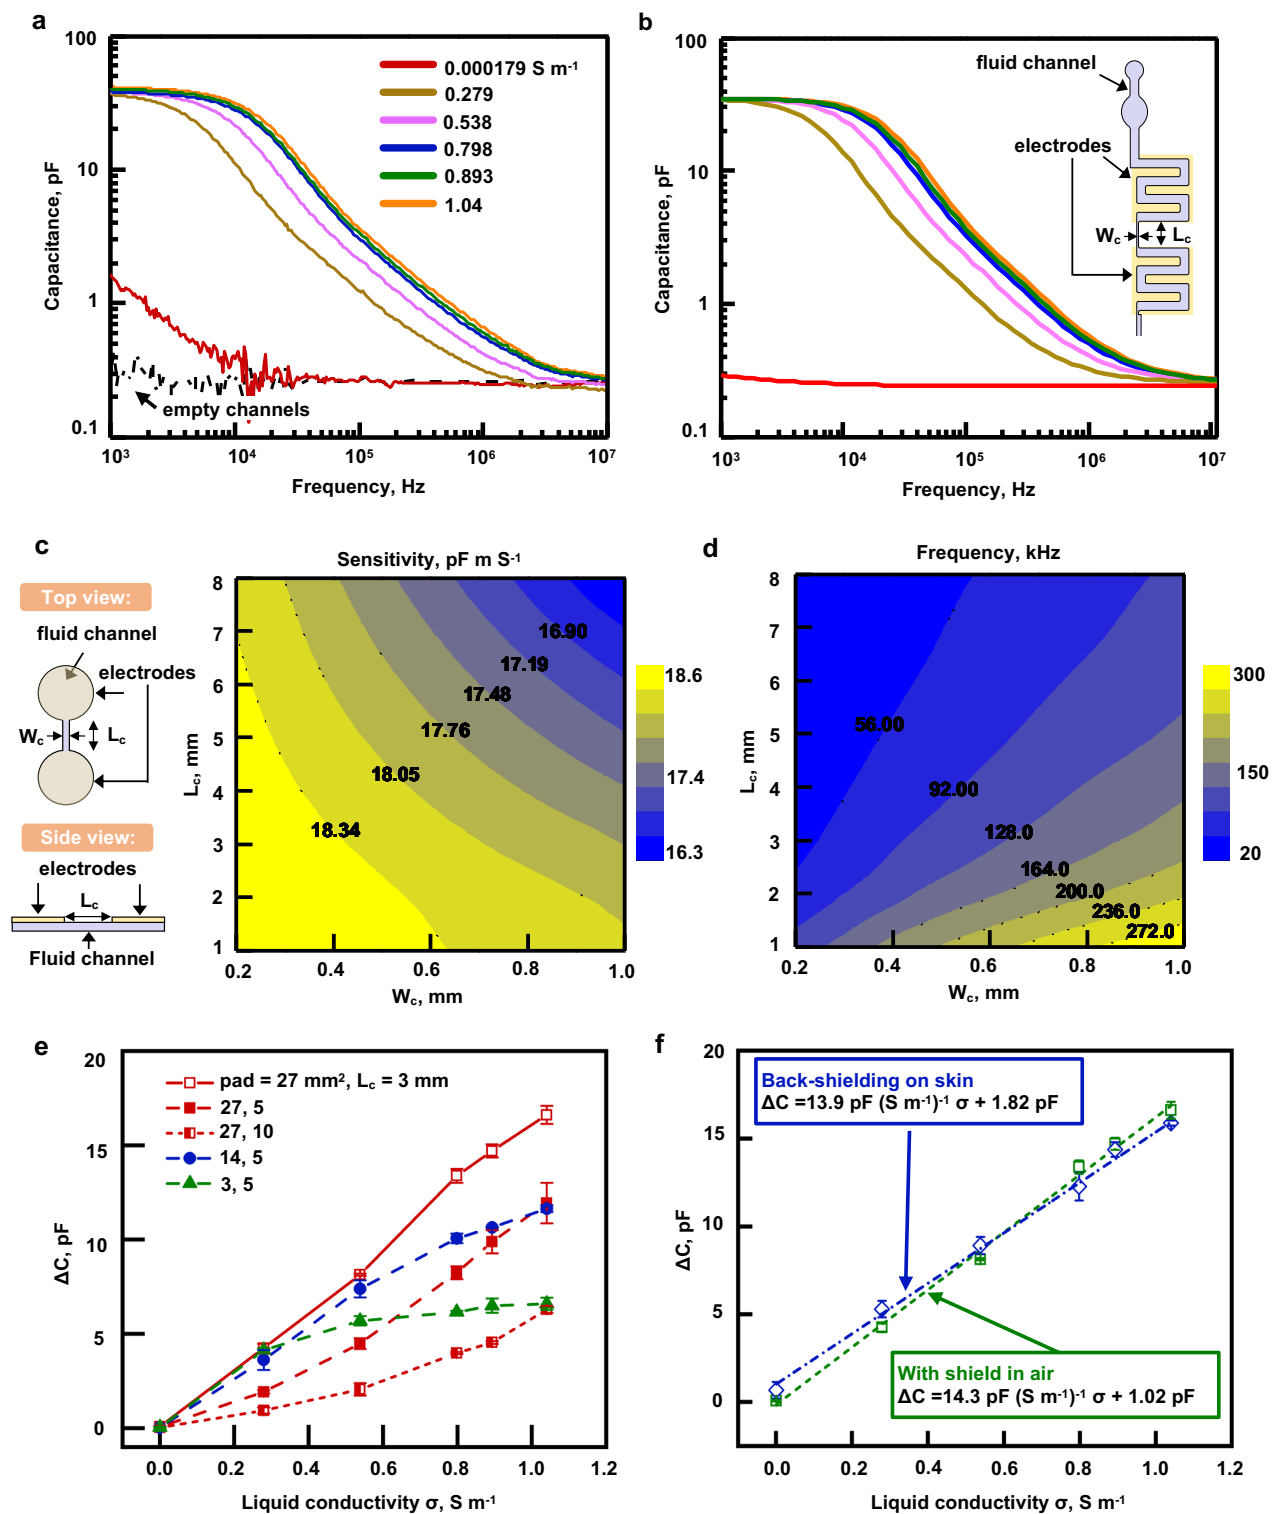 a
100
10
1
0.1
Capacitance, pF
0.000179 S m-1
0.279
0.538
0.798
0.893
1.04
empty channels
10³
10⁴
10⁵
10⁶
10⁷
Frequency, Hz
b
100
10
1
0.1
Capacitance, pF
fluid channel
electrodes
Wc
Lc
10³
10⁴
10⁵
10⁶
10⁷
Frequency, Hz
c
Top view:
fluid channel
electrodes
Wc
Lc
Side view:
electrodes
Lc
Fluid channel
Sensitivity, pF m S-1
8
7
6
5
4
3
2
1
Lc, mm
16.90
17.19
17.48
17.76
18.05
18.34
0.2
0.4
0.6
0.8
1.0
Wc, mm
18.6
17.4
16.3
d
Frequency, kHz
8
7
6
5
4
3
2
1
Lc, mm
56.00
92.00
128.0
164.0
200.0
236.0
272.0
0.2
0.4
0.6
0.8
1.0
Wc, mm
300
150
20
e
20
15
10
5
0
ΔC, pF
pad = 27 mm², Lc = 3 mm
27, 5
27, 10
14, 5
3, 5
0.0
0.2
0.4
0.6
0.8
1.0
1.2
Liquid conductivity σ, S m-1
f
20
15
10
5
0
ΔC, pF
Back-shielding on skin
ΔC =13.9 pF (S m-1)-1 σ + 1.82 pF
With shield in air
ΔC =14.3 pF (S m-1)-1 σ + 1.02 pF
0.0
0.2
0.4
0.6
0.8
1.0
1.2
Liquid conductivity σ, S m-1